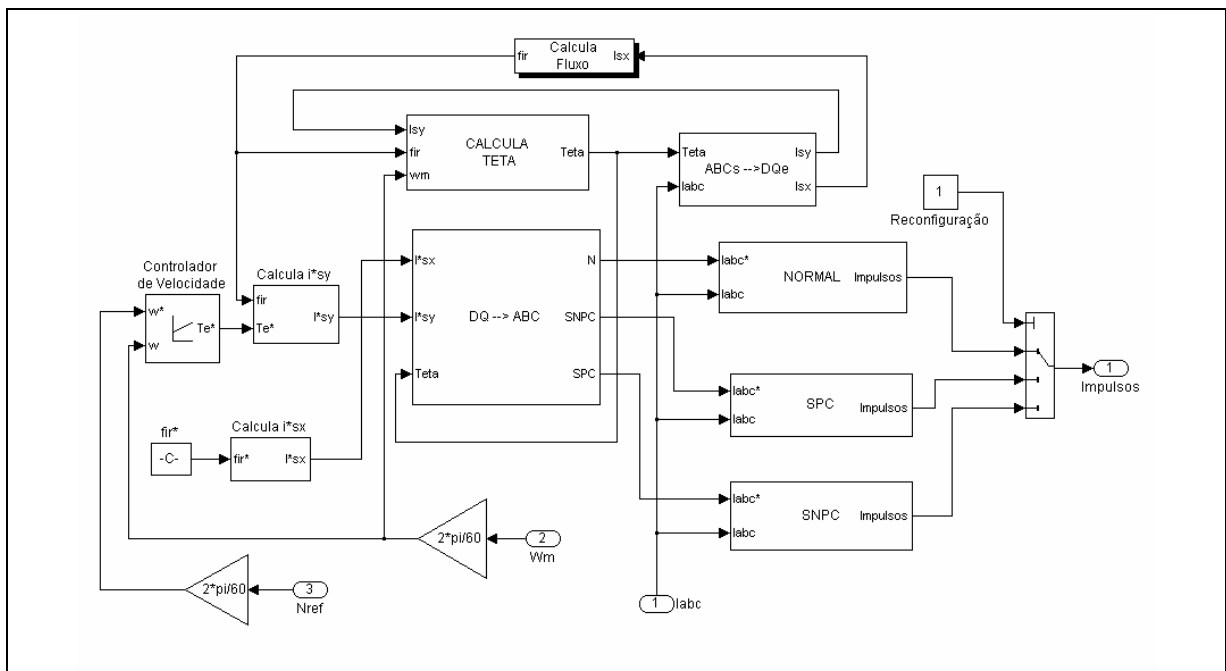 Calcula
Fluxo
fir
Isx
CALCULA
TETA
Isy
fir
wm
Teta
ABCs -->DQe
Teta
Iabc
Isy
Isx
1
Reconfiguração
Controlador
de Velocidade
w*
w
Te*
Calcula i*sy
fir
Te*
I*sy
DQ --> ABC
I*sx
I*sy
Teta
N
SNPC
SPC
NORMAL
Iabc*
Iabc
Impulsos
SPC
Iabc*
Iabc
Impulsos
1
Impulsos
fir*
-C-
Calcula i*sx
fir*
I*sx
SNPC
Iabc*
Iabc
Impulsos
2*pi/60
2
Wm
2*pi/60
3
Nref
1
Iabc